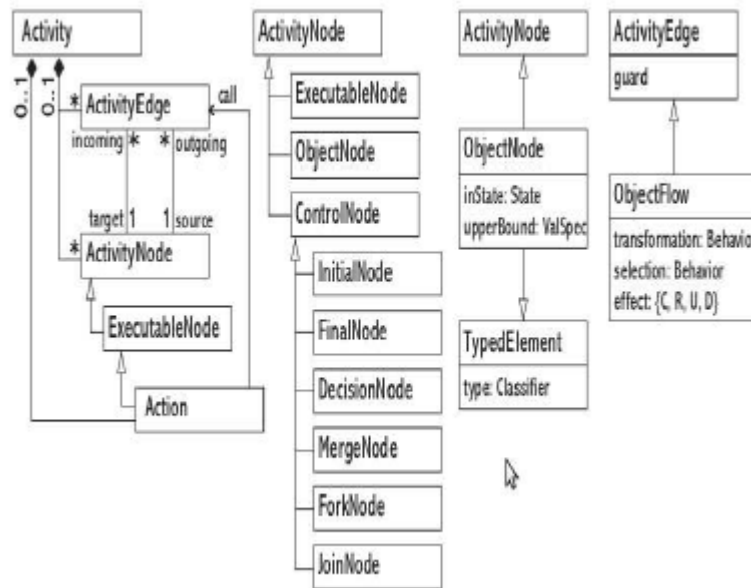 Activity
0..1
0..1
*
ActivityEdge
call
incoming
*
*
outgoing
target
1
1
source
*
ActivityNode
ExecutableNode
Action
ActivityNode
ExecutableNode
ObjectNode
ControlNode
InitialNode
FinalNode
DecisionNode
MergeNode
ForkNode
JoinNode
ActivityNode
ObjectNode
inState: State
upperBound: ValSpec
TypedElement
type: Classifier
ActivityEdge
guard
ObjectFlow
transformation: Behavior
selection: Behavior
effect: {C, R, U, D}